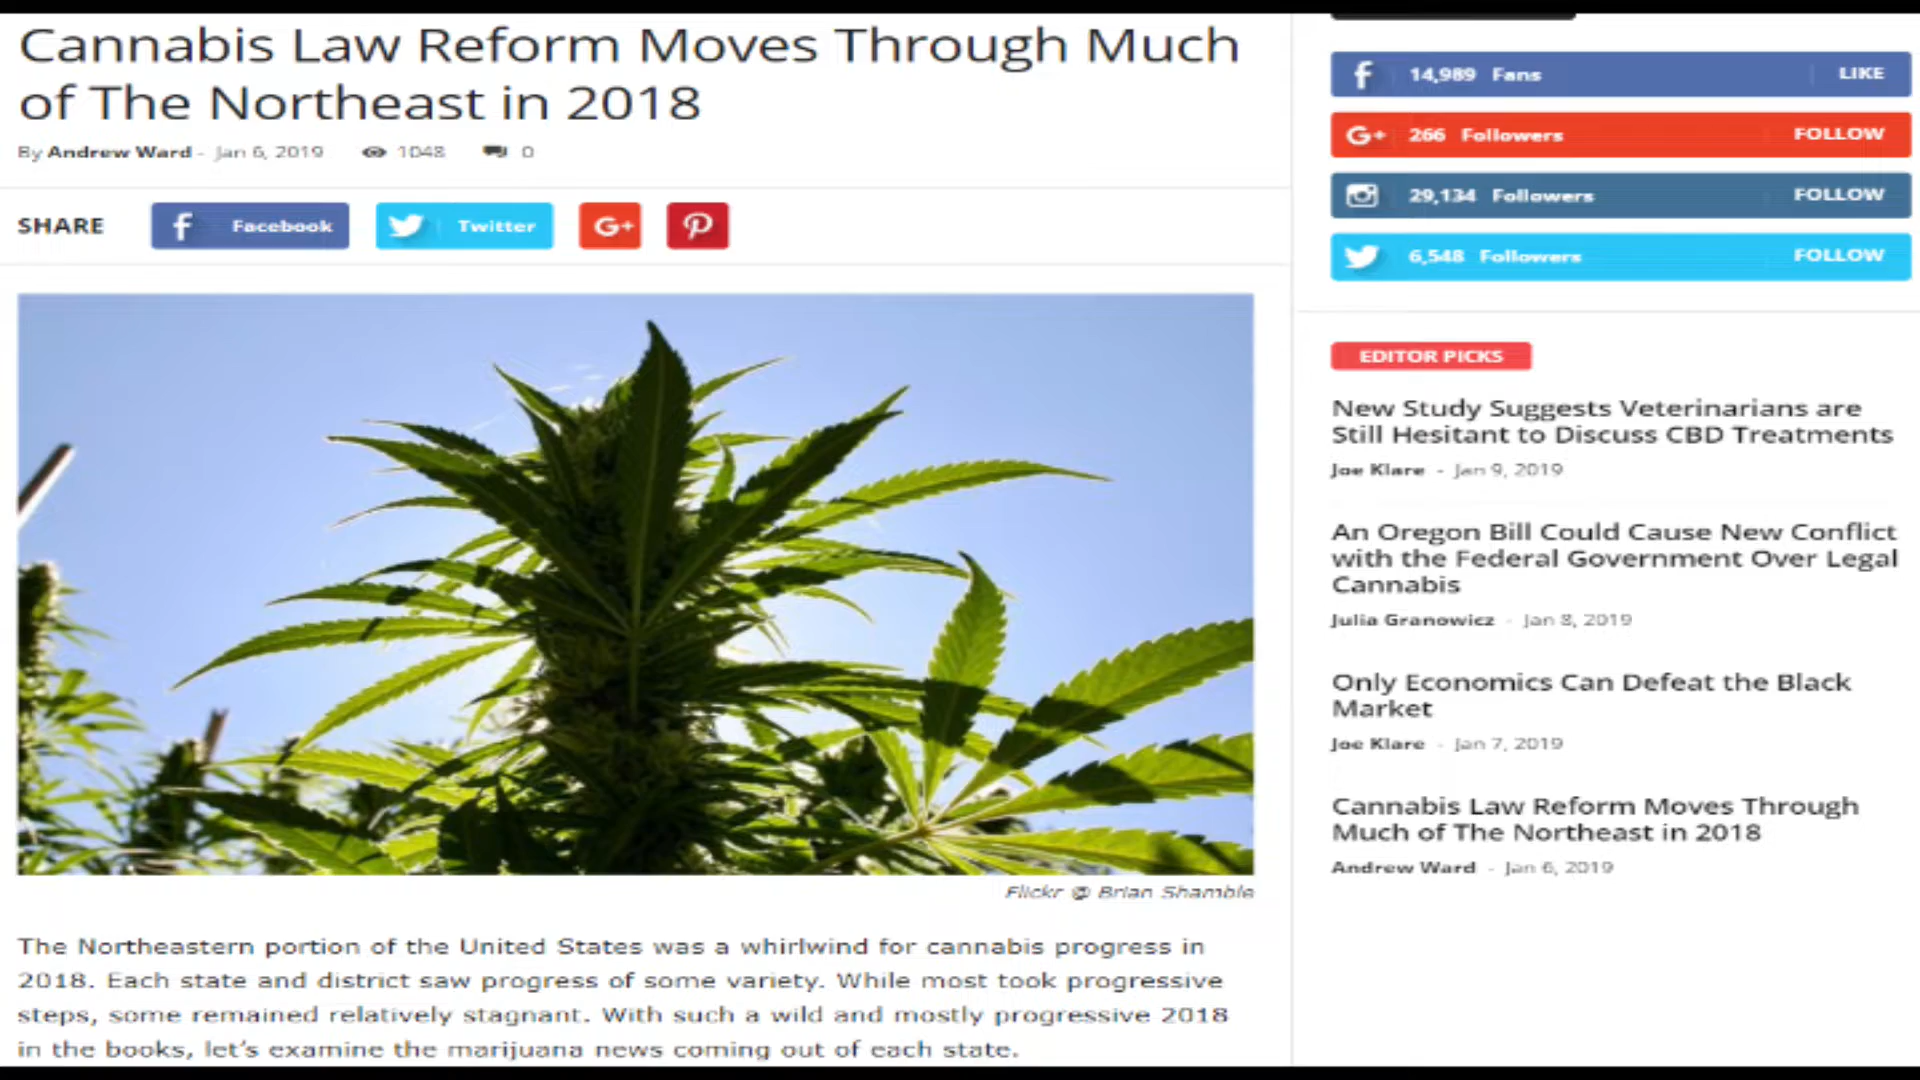 Cannabis Law Reform Moves Through Much
of The Northeast in 2018
By Andrew Ward - Jan 6, 2019 1048 0
SHARE Facebook Twitter G+
14,989 Fans LIKE
G+ 266 Followers FOLLOW
29,134 Followers FOLLOW
6,548 Followers FOLLOW
EDITOR PICKS
New Study Suggests Veterinarians are
Still Hesitant to Discuss CBD Treatments
Joe Klare - Jan 9, 2019
An Oregon Bill Could Cause New Conflict
with the Federal Government Over Legal
Cannabis
Julia Granowicz - Jan 8, 2019
Only Economics Can Defeat the Black
Market
Joe Klare - Jan 7, 2019
Cannabis Law Reform Moves Through
Much of The Northeast in 2018
Andrew Ward - Jan 6, 2019
Flickr @ Brian Shamble
The Northeastern portion of the United States was a whirlwind for cannabis progress in
2018. Each state and district saw progress of some variety. While most took progressive
steps, some remained relatively stagnant. With such a wild and mostly progressive 2018
in the books, let's examine the marijuana news coming out of each state.